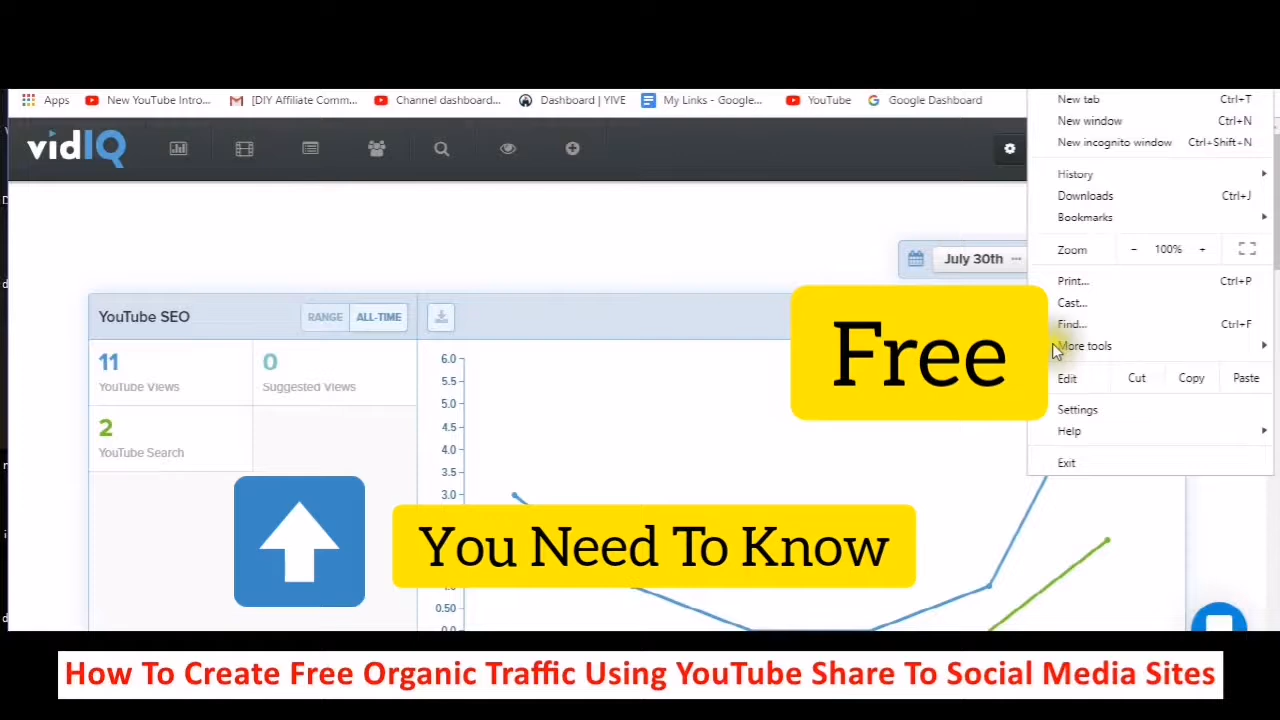 Apps New YouTube Intro... [DIY Affiliate Comm... Channel dashboard... Dashboard | YIVE My Links - Google... YouTube Google Dashboard
New tab Ctrl+T
New window Ctrl+N
New incognito window Ctrl+Shift+N
vidIQ
History
Downloads Ctrl+J
Bookmarks
Zoom - 100% +
July 30th
Print... Ctrl+P
Cast...
Find... Ctrl+F
More tools
Edit Cut Copy Paste
Settings
Help
Exit
YouTube SEO RANGE ALL-TIME
11
YouTube Views
0
Suggested Views
2
YouTube Search
6.0
5.5
5.0
4.5
4.0
3.5
3.0
0.50
0.0
Free
You Need To Know
How To Create Free Organic Traffic Using YouTube Share To Social Media Sites